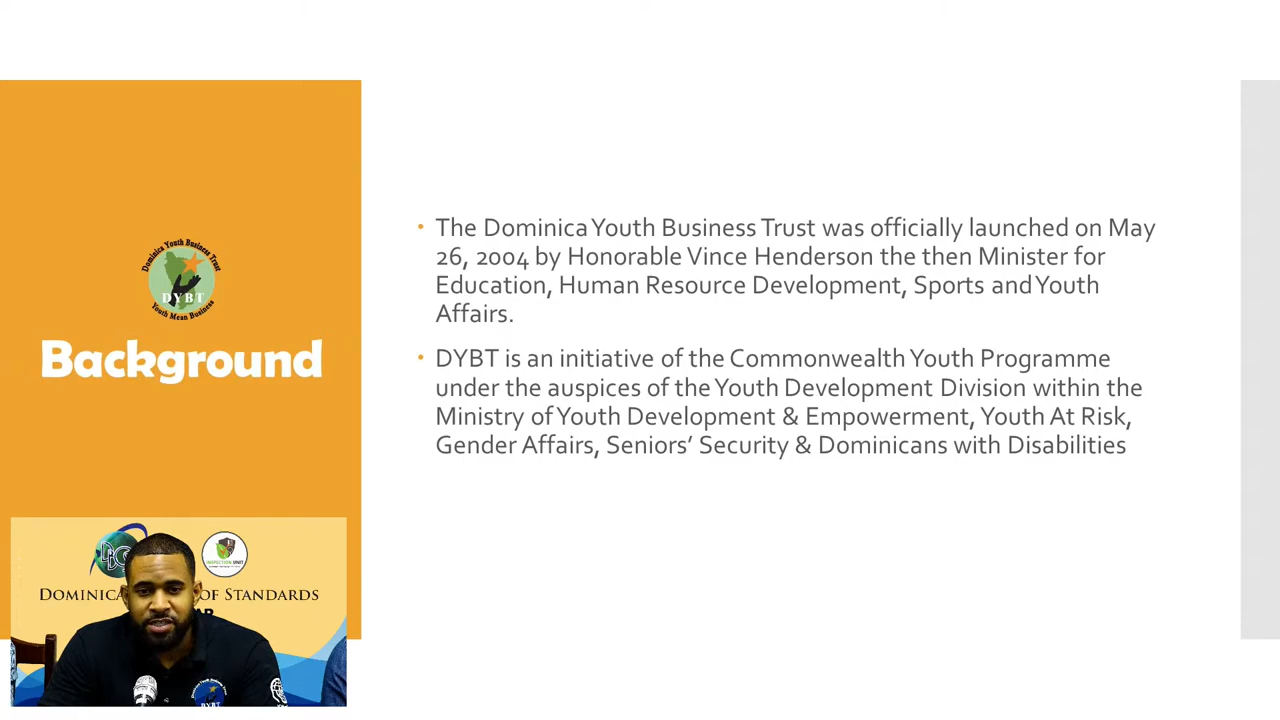 Dominica Youth Business Trust
DYBT
Youth Mean Business
Background
• The Dominica Youth Business Trust was officially launched on May
26, 2004 by Honorable Vince Henderson the then Minister for
Education, Human Resource Development, Sports and Youth
Affairs.
• DYBT is an initiative of the Commonwealth Youth Programme
under the auspices of the Youth Development Division within the
Ministry of Youth Development & Empowerment, Youth At Risk,
Gender Affairs, Seniors’ Security & Dominicans with Disabilities
INSPECTION UNIT
DOMINICA OF STANDARDS
DYBT